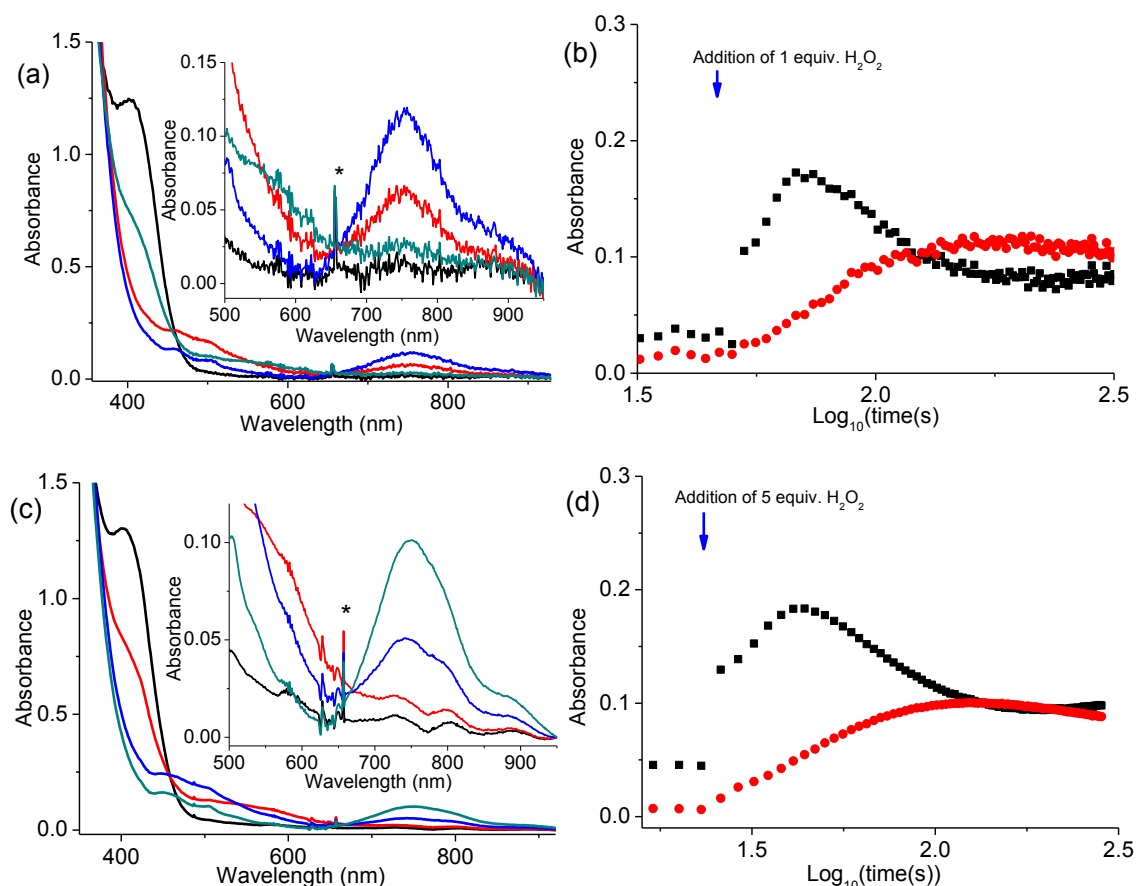 (a)
1.5
1.0
0.5
0.0
Absorbance
400
600
800
Wavelength (nm)
0.15
0.10
0.05
0.00
Absorbance
*
500
600
700
800
900
Wavelength (nm)
(b)
0.3
0.2
0.1
0.0
Absorbance
Addition of 1 equiv. H₂O₂
1.5
2.0
2.5
Log₁₀(time(s)
(c)
1.5
1.0
0.5
0.0
Absorbance
400
600
800
Wavelength (nm)
0.10
0.05
0.00
Absorbance
*
500
600
700
800
900
Wavelength (nm)
(d)
0.3
0.2
0.1
0.0
Absorbance
Addition of 5 equiv. H₂O₂
1.5
2.0
2.5
Log₁₀(time(s))